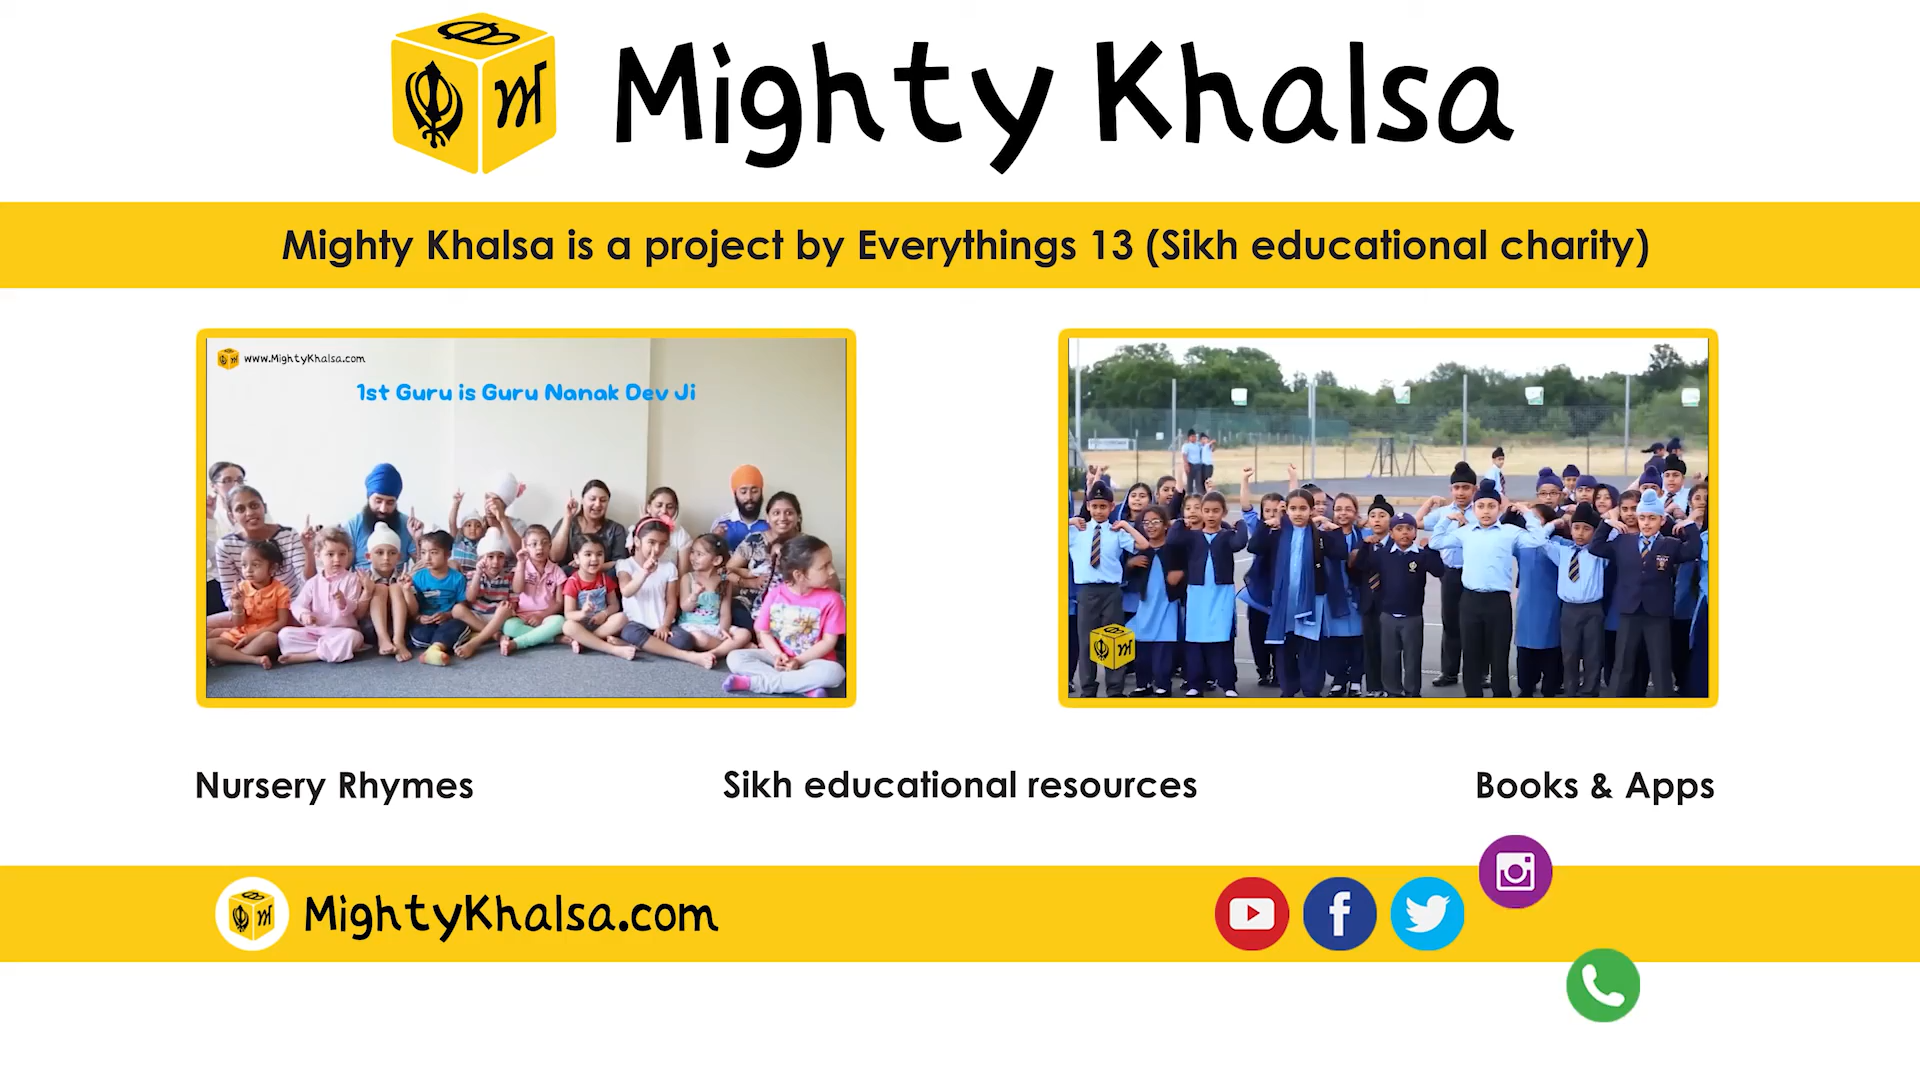 Mighty Khalsa
Mighty Khalsa is a project by Everythings 13 (Sikh educational charity)
www.MightyKhalsa.com
1st Guru is Guru Nanak Dev Ji
Nursery Rhymes
Sikh educational resources
Books & Apps
MightyKhalsa.com